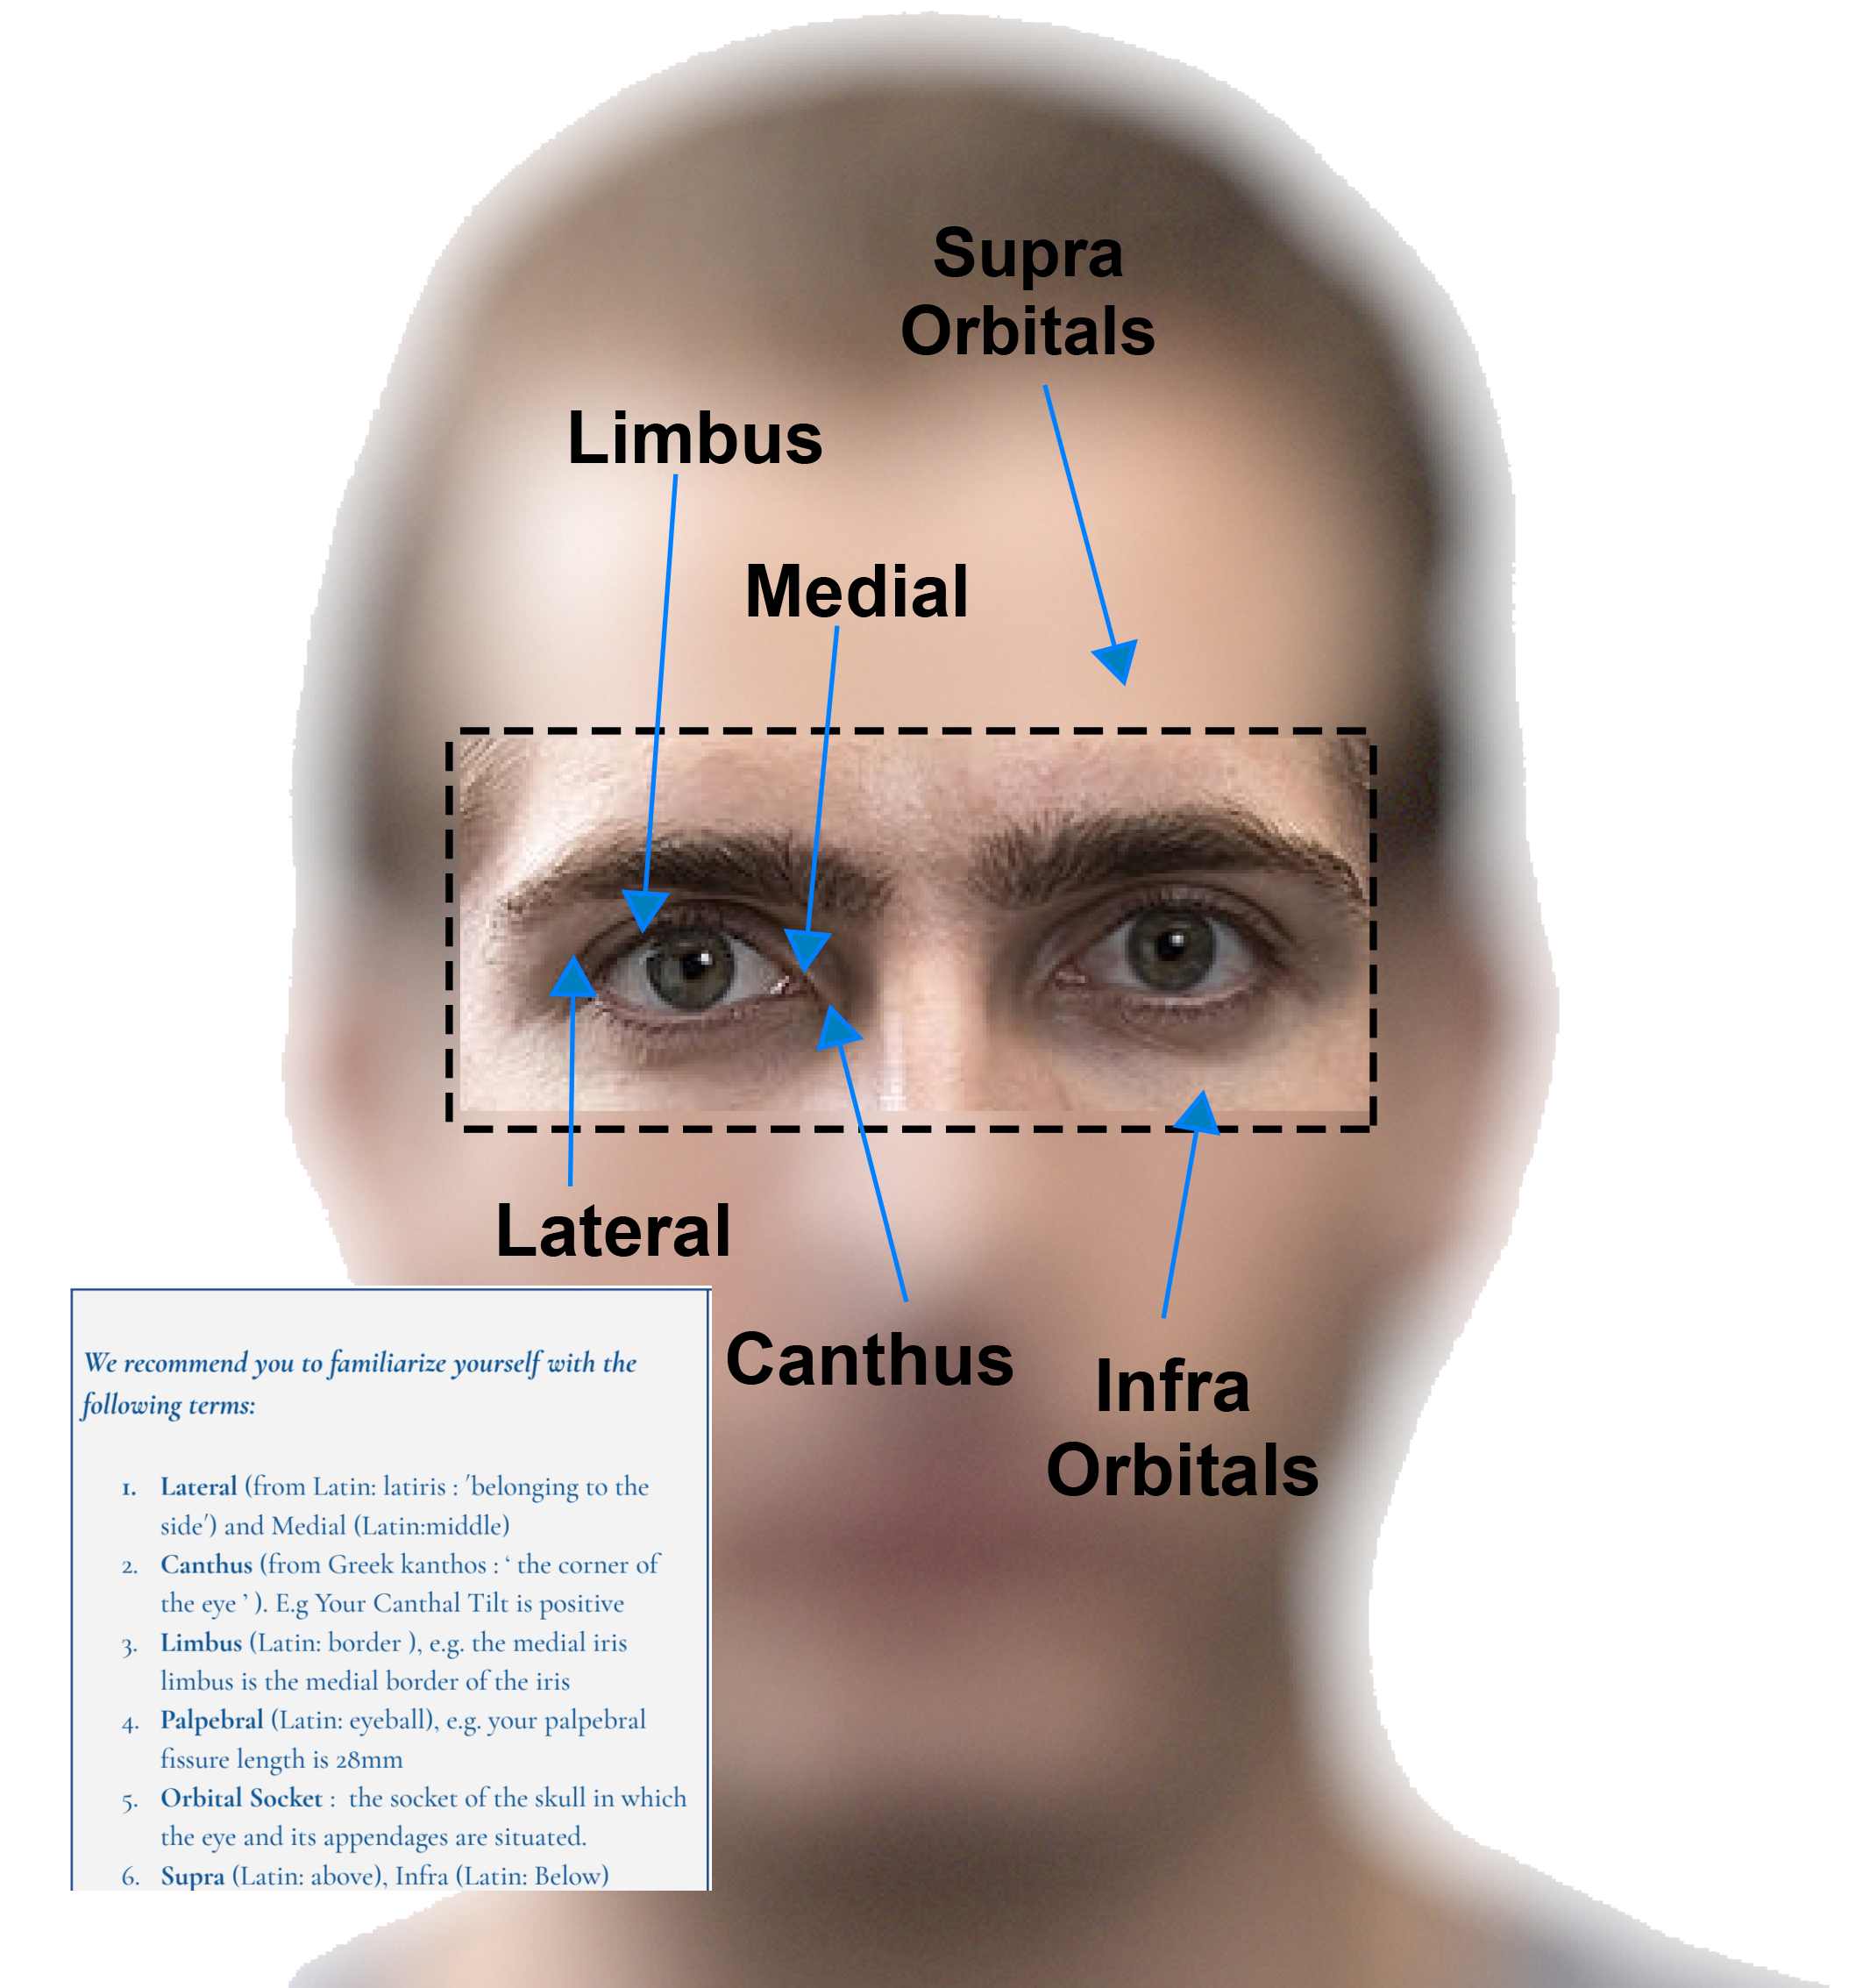 Supra
Orbitals
Limbus
Medial
Lateral
Canthus
Infra
Orbitals
We recommend you to familiarize yourself with the
following terms:
1. Lateral (from Latin: latiris : 'belonging to the
side') and Medial (Latin:middle)
2. Canthus (from Greek kanthos : ‘ the corner of
the eye ’ ). E.g Your Canthal Tilt is positive
3. Limbus (Latin: border ), e.g. the medial iris
limbus is the medial border of the iris
4. Palpebral (Latin: eyeball), e.g. your palpebral
fissure length is 28mm
5. Orbital Socket : the socket of the skull in which
the eye and its appendages are situated.
6. Supra (Latin: above), Infra (Latin: Below)